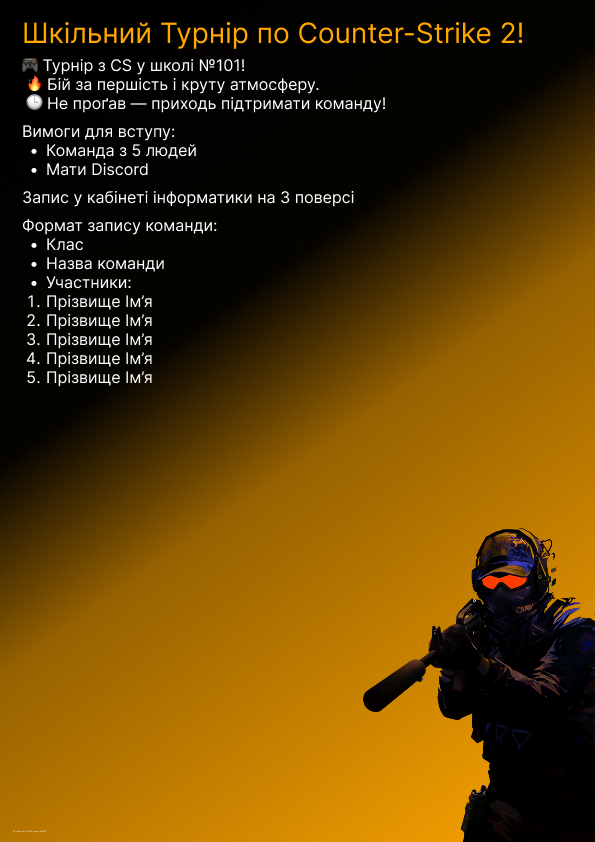 Шкільний Турнір по Counter-Strike 2!
🎮 Турнір з CS у школі №101!
🔥 Бій за першість і круту атмосферу.
🕒 Не проґав — приходь підтримати команду!
Вимоги для вступу:
• Команда з 5 людей
• Мати Discord
Запис у кабінеті інформатики на 3 поверсі
Формат запису команди:
• Клас
• Назва команди
• Участники:
1. Прізвище Ім’я
2. Прізвище Ім’я
3. Прізвище Ім’я
4. Прізвище Ім’я
5. Прізвище Ім’я